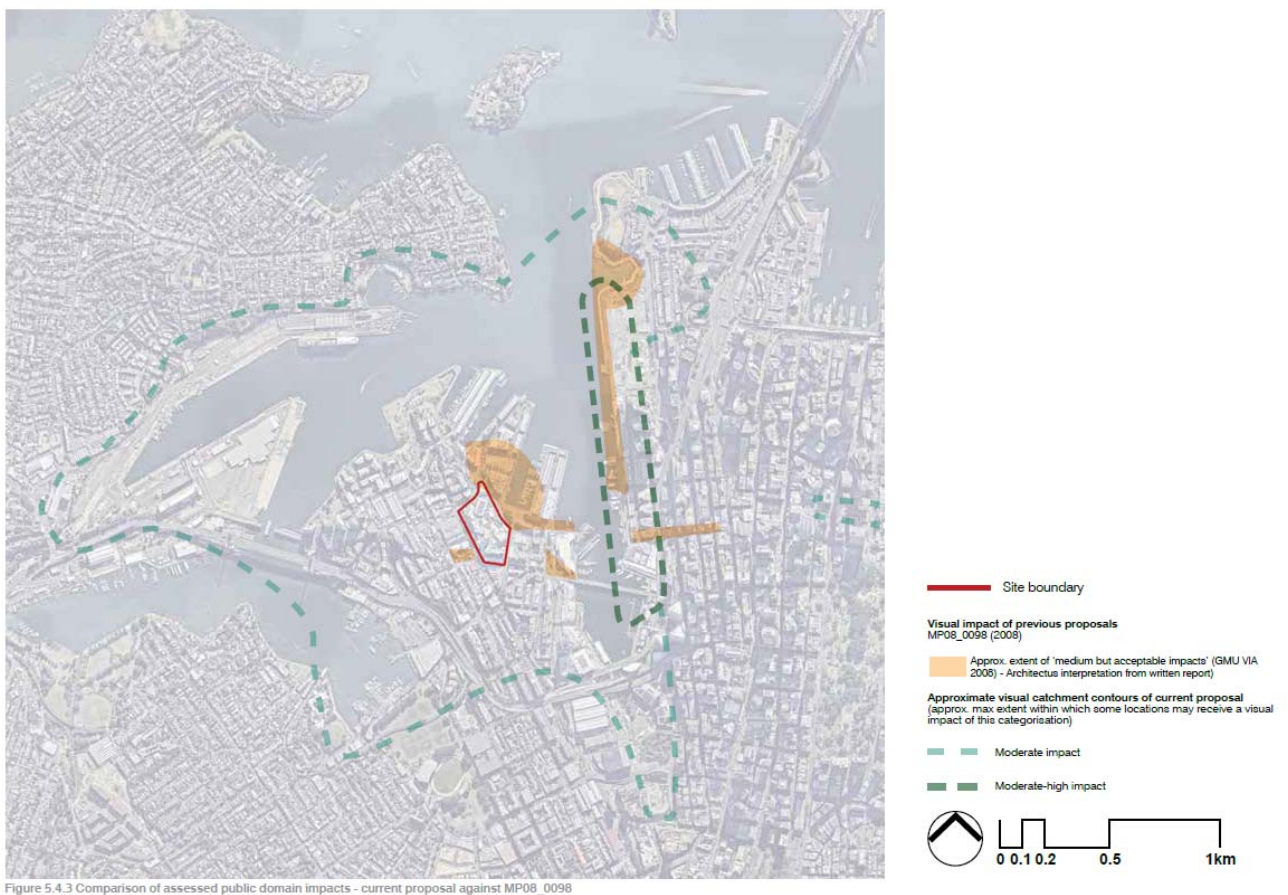 Site boundary
Visual impact of previous proposals
MP08_0098 (2008)
Approx. extent of 'medium but acceptable impacts' (GMU VIA
2008) - Architectus interpretation from written report)
Approximate visual catchment contours of current proposal
(approx. max extent within which some locations may receive a visual
impact of this categorisation)
Moderate impact
Moderate-high impact
0 0.1 0.2 0.5 1km
Figure 5.4.3 Comparison of assessed public domain impacts - current proposal against MP08_0098